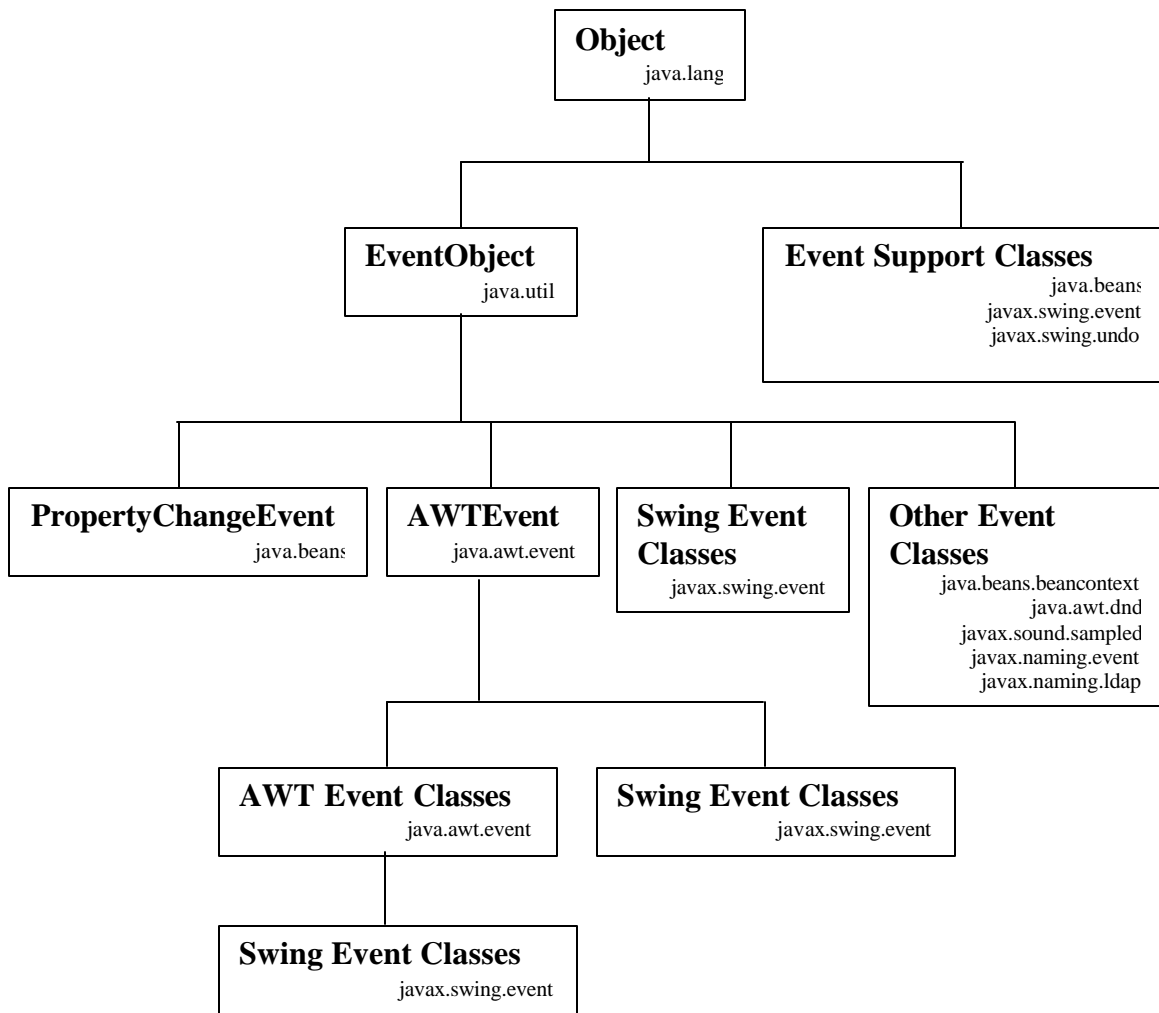 Object
java.lang
EventObject
java.util
Event Support Classes
java.beans
javax.swing.event
javax.swing.undo
PropertyChangeEvent
java.beans
AWTEvent
java.awt.event
Swing Event
Classes
javax.swing.event
Other Event
Classes
java.beans.beancontext
java.awt.dnd
javax.sound.sampled
javax.naming.event
javax.naming.ldap
AWT Event Classes
java.awt.event
Swing Event Classes
javax.swing.event
Swing Event Classes
javax.swing.event